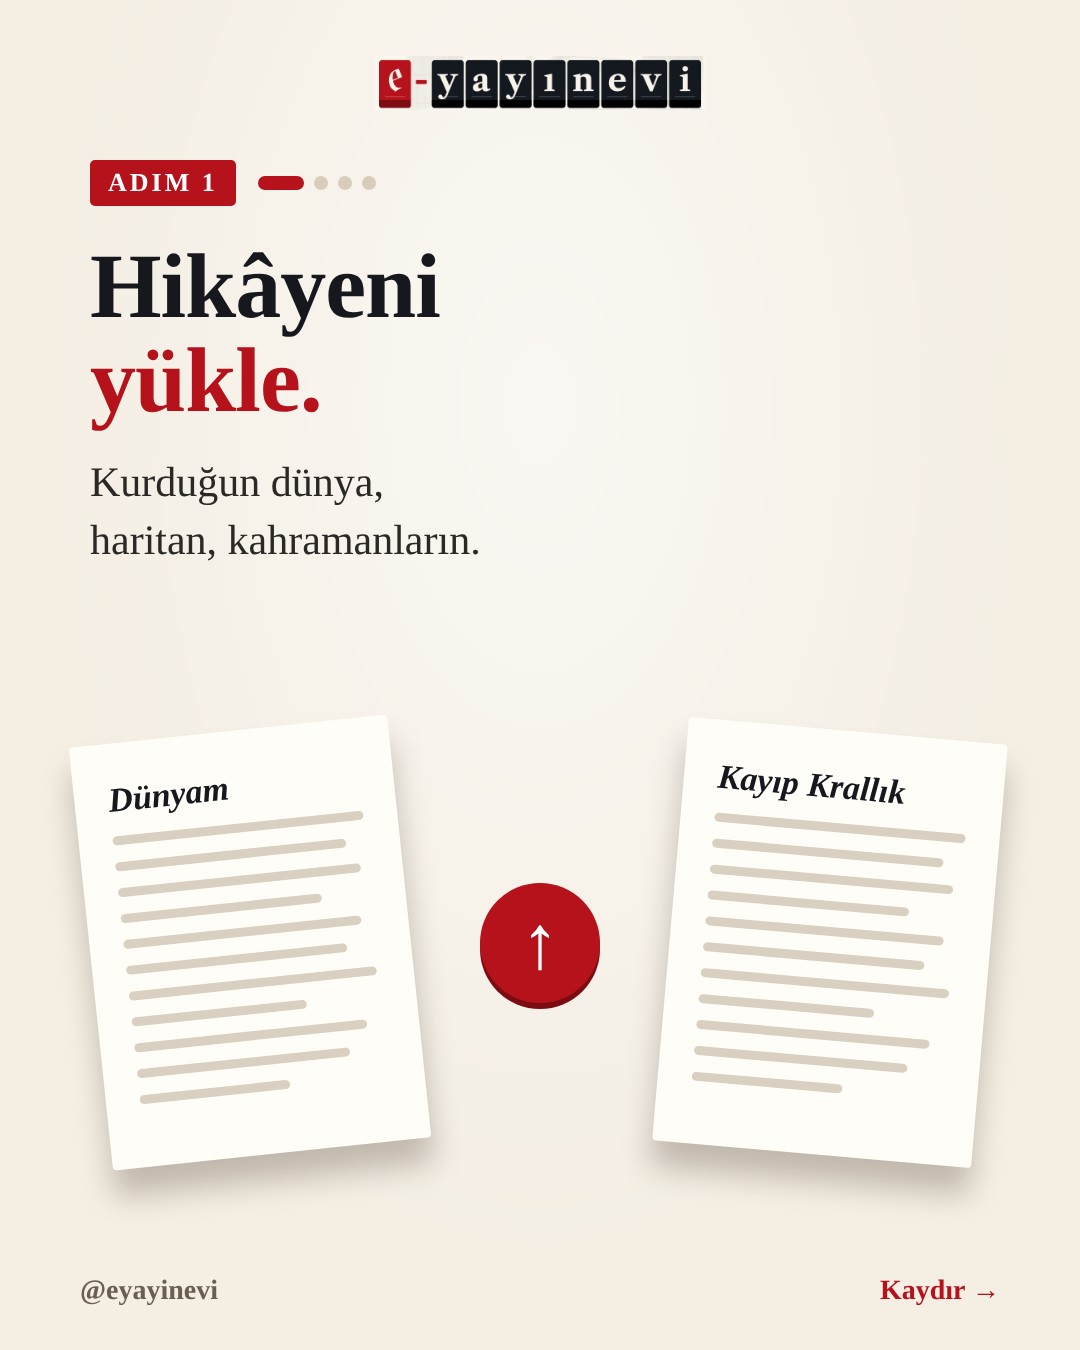 e-yayınevi
ADIM 1
Hikâyeni
yükle.
Kurduğun dünya,
haritan, kahramanların.
Dünyam
Kayıp Krallık
↑
@eyayinevi
Kaydır →